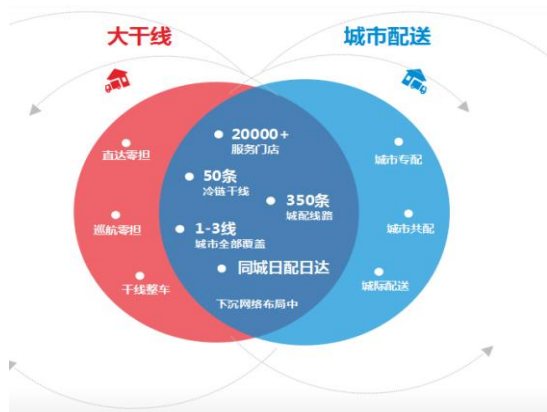 大干线
城市配送
直达零担
巡航零担
干线整车
20000+
服务门店
50条
冷链干线
350条
城配线路
1-3线
城市全部覆盖
同城日配日达
下沉网络布局中
城市专配
城市共配
城际配送